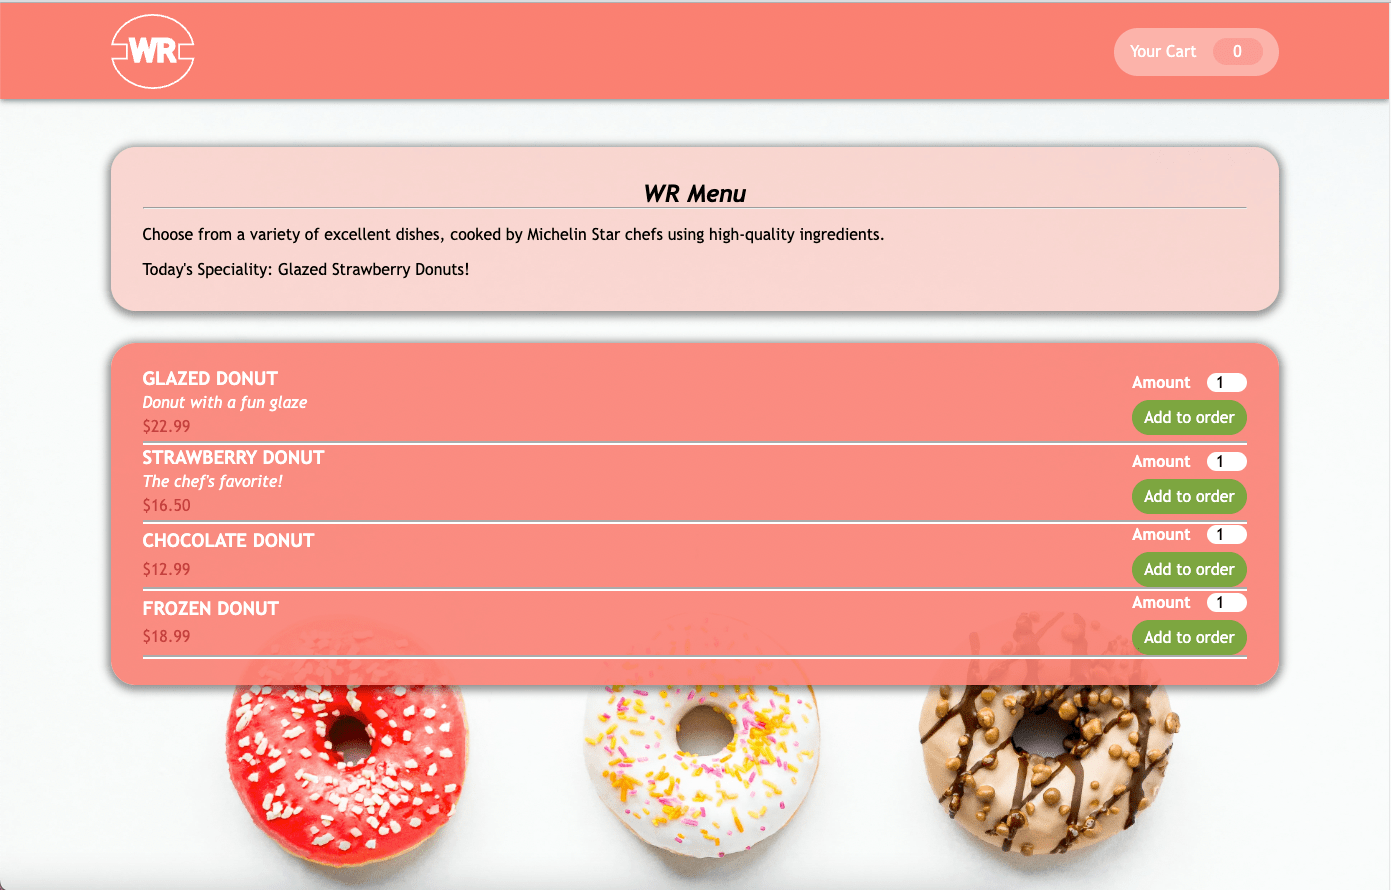 WR
Your Cart 0
WR Menu
Choose from a variety of excellent dishes, cooked by Michelin Star chefs using high-quality ingredients.
Today's Speciality: Glazed Strawberry Donuts!
GLAZED DONUT
Donut with a fun glaze
$22.99
Amount 1
Add to order
STRAWBERRY DONUT
The chef's favorite!
$16.50
Amount 1
Add to order
CHOCOLATE DONUT
$12.99
Amount 1
Add to order
FROZEN DONUT
$18.99
Amount 1
Add to order